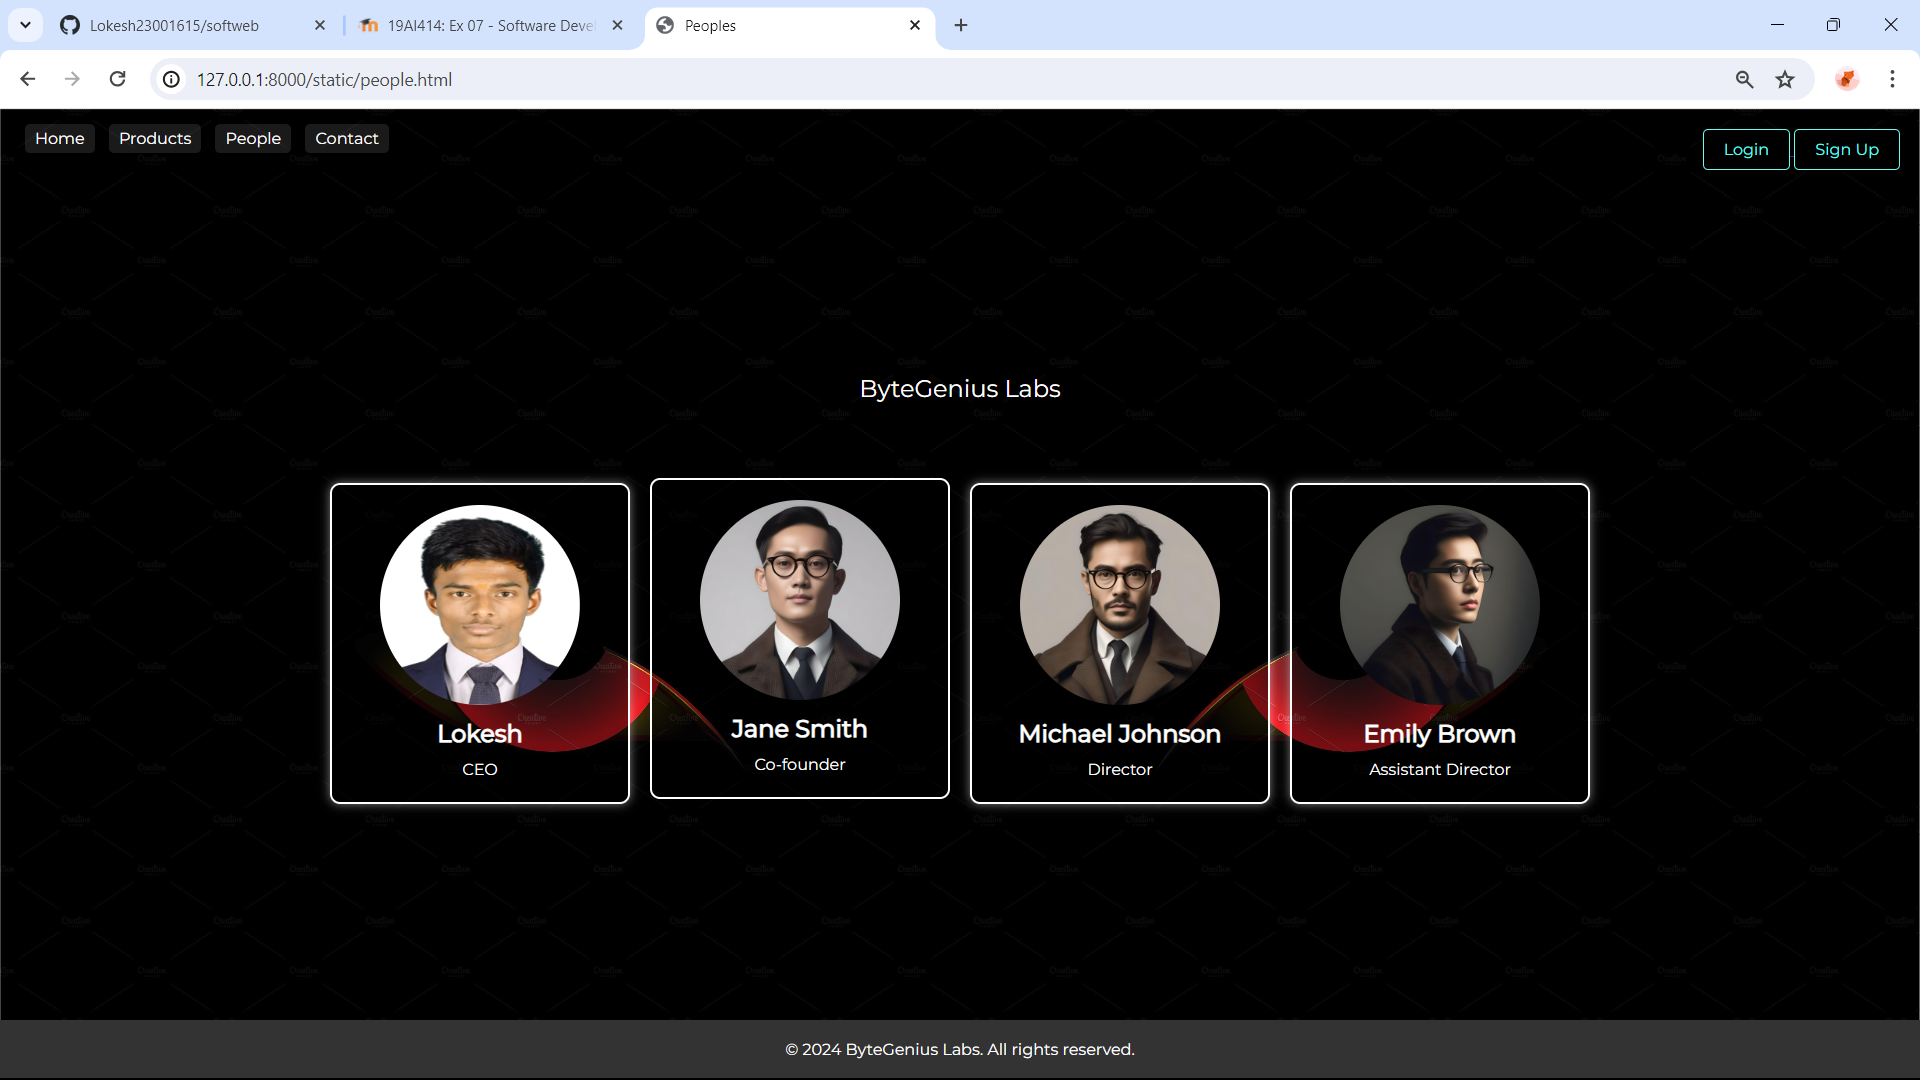 Lokesh23001615/softweb
19AI414: Ex 07 - Software Deve
Peoples
127.0.0.1:8000/static/people.html
Home Products People Contact
Login Sign Up
ByteGenius Labs
Lokesh
CEO
Jane Smith
Co-founder
Michael Johnson
Director
Emily Brown
Assistant Director
© 2024 ByteGenius Labs. All rights reserved.